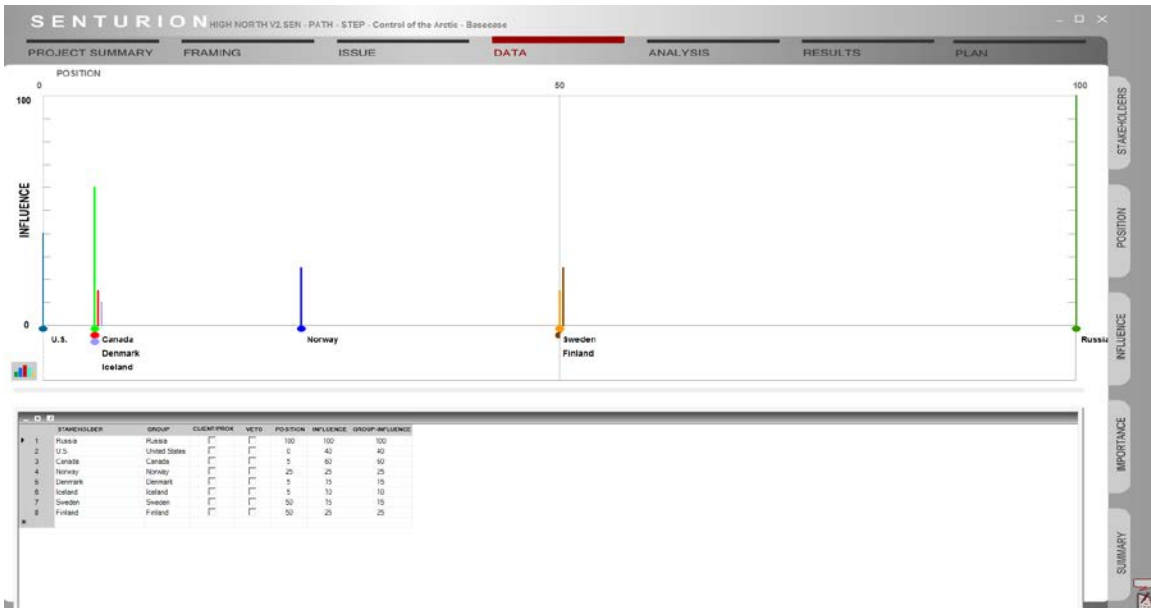 SENTURION HIGH NORTH V2.SEN - PATH - STEP - Control of the Arctic - Basecase
PROJECT SUMMARY FRAMING ISSUE DATA ANALYSIS RESULTS PLAN
POSITION
0 50 100
100
INFLUENCE
0
U.S. Canada Norway Sweden Russia
Denmark Finland
Iceland
STAKEHOLDERS
POSITION
INFLUENCE
IMPORTANCE
SUMMARY
STAKEHOLDER GROUP CLIENT/PROX VETO POSITION INFLUENCE GROUP-INFLUENCE
1 Russia Russia 100 100 100
2 U.S. United States 0 40 40
3 Canada Canada 5 60 60
4 Norway Norway 25 25 25
5 Denmark Denmark 5 15 15
6 Iceland Iceland 5 10 10
7 Sweden Sweden 50 15 15
8 Finland Finland 50 25 25